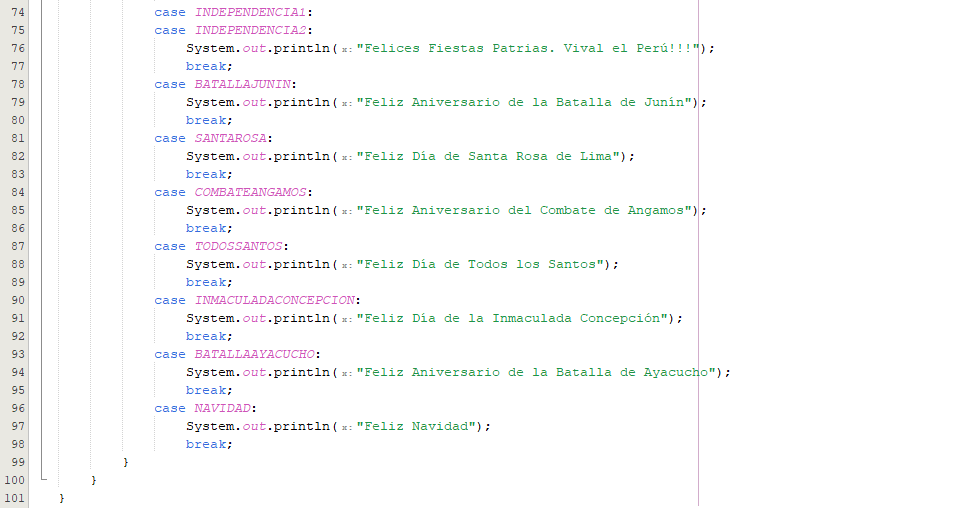 74 case INDEPENDENCIA1:
75 case INDEPENDENCIA2:
76 System.out.println( x: "Felices Fiestas Patrias. Vival el Perú!!!");
77 break;
78 case BATALLAJUNIN:
79 System.out.println( x: "Feliz Aniversario de la Batalla de Junín");
80 break;
81 case SANTAROSA:
82 System.out.println( x: "Feliz Día de Santa Rosa de Lima");
83 break;
84 case COMBATEANGAMOS:
85 System.out.println( x: "Feliz Aniversario del Combate de Angamos");
86 break;
87 case TODOSSANTOS:
88 System.out.println( x: "Feliz Día de Todos los Santos");
89 break;
90 case INMACULADACONCEPCION:
91 System.out.println( x: "Feliz Día de la Inmaculada Concepción");
92 break;
93 case BATALLAAYACUCHO:
94 System.out.println( x: "Feliz Aniversario de la Batalla de Ayacucho");
95 break;
96 case NAVIDAD:
97 System.out.println( x: "Feliz Navidad");
98 break;
99 }
100 }
101 }